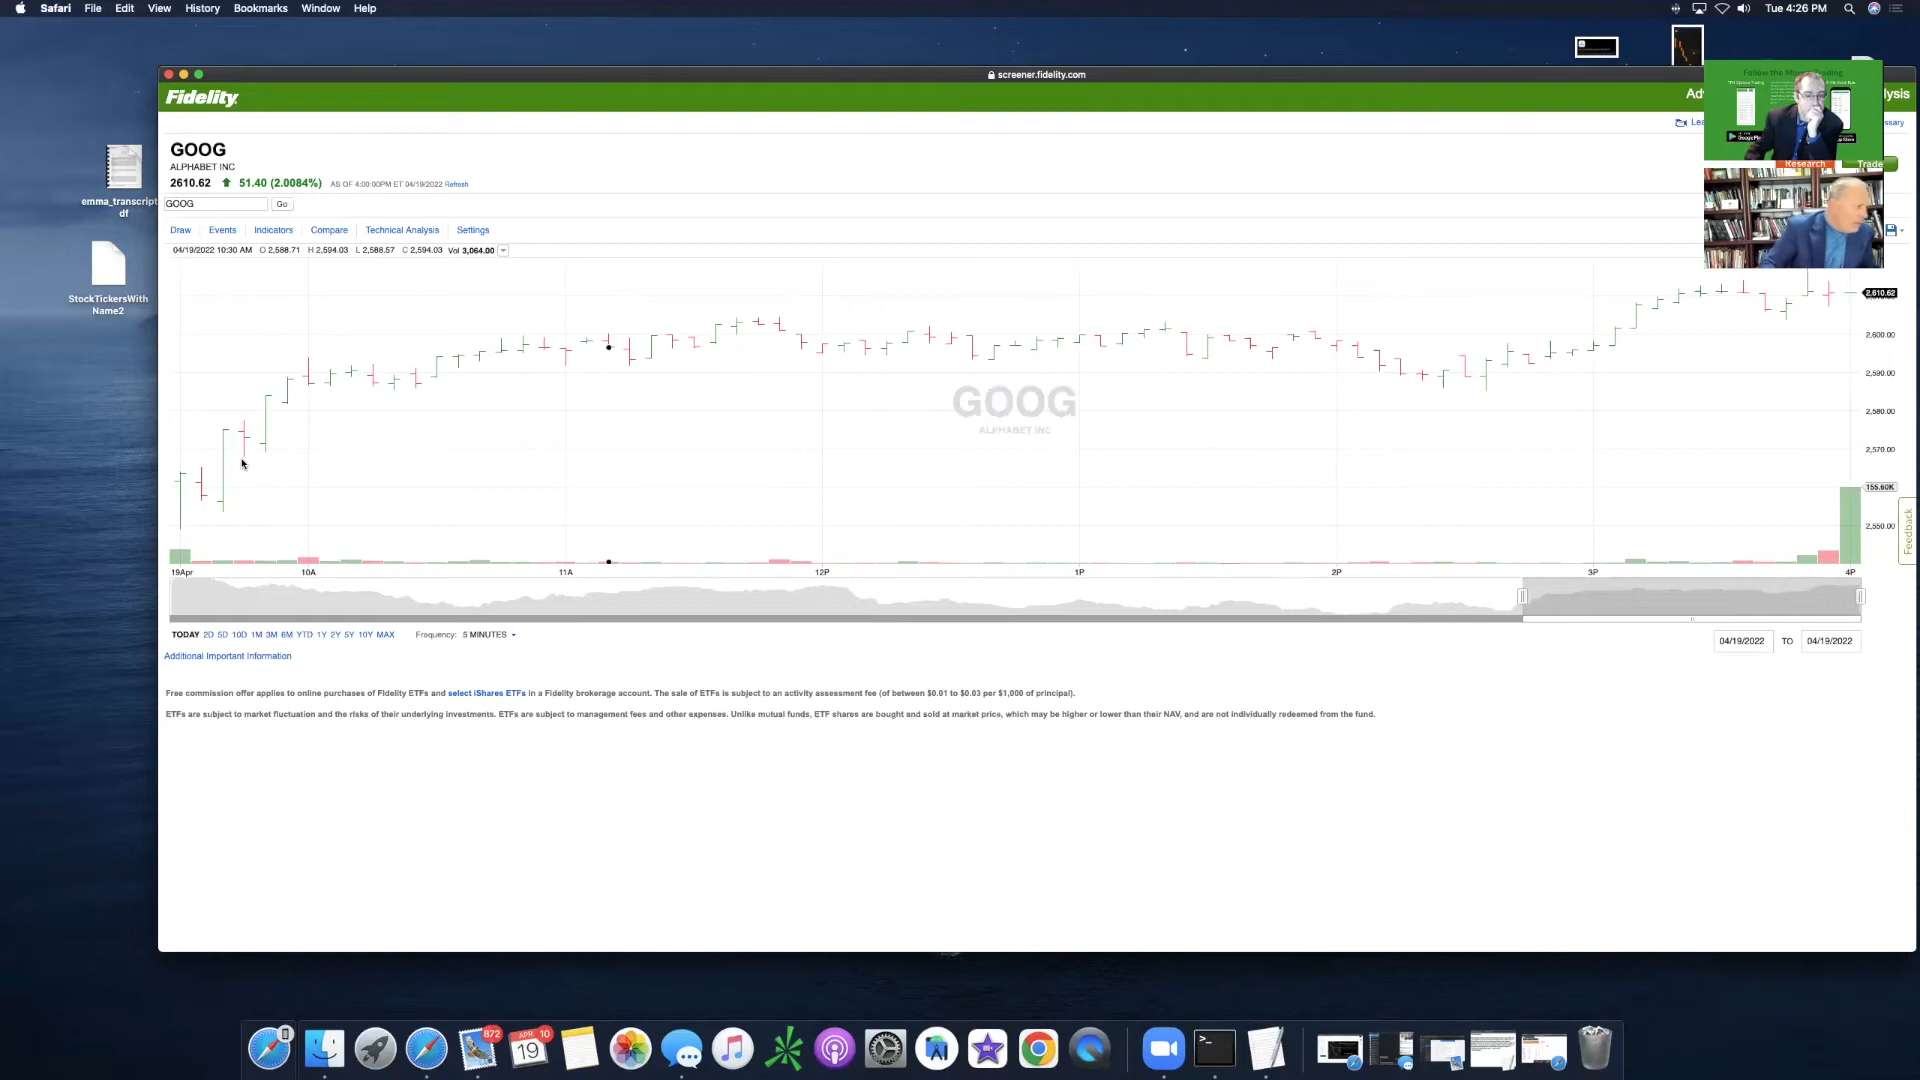 Safari File Edit View History Bookmarks Window Help Tue 4:26 PM
screener.fidelity.com
Fidelity
lysis
Follow the
GOOG
ALPHABET INC
2610.62 51.40 (2.0084%) AS OF 4:00:00PM ET 04/19/2022 Refresh
Research Trade
GOOG Go
emma_transcript
df
Draw Events Indicators Compare Technical Analysis Settings
04/19/2022 10:30 AM O 2,588.71 H 2,594.03 L 2,588.57 C 2,594.03 Vol 3,064.00
StockTickersWith
Name2
2,610.62
2,600.00
2,590.00
GOOG
ALPHABET INC
2,580.00
2,570.00
155.60K
2,550.00
Feedback
19Apr 10A 11A 12P 1P 2P 3P 4P
TODAY 2D 5D 10D 1M 3M 6M YTD 1Y 2Y 5Y 10Y MAX Frequency: 5 MINUTES
04/19/2022 TO 04/19/2022
Additional Important Information
Free commission offer applies to online purchases of Fidelity ETFs and select iShares ETFs in a Fidelity brokerage account. The sale of ETFs is subject to an activity assessment fee (of between $0.01 to $0.03 per $1,000 of principal).
ETFs are subject to market fluctuation and the risks of their underlying investments. ETFs are subject to management fees and other expenses. Unlike mutual funds, ETF shares are bought and sold at market price, which may be higher or lower than their NAV, and are not individually redeemed from the fund.
872
APR 10
19